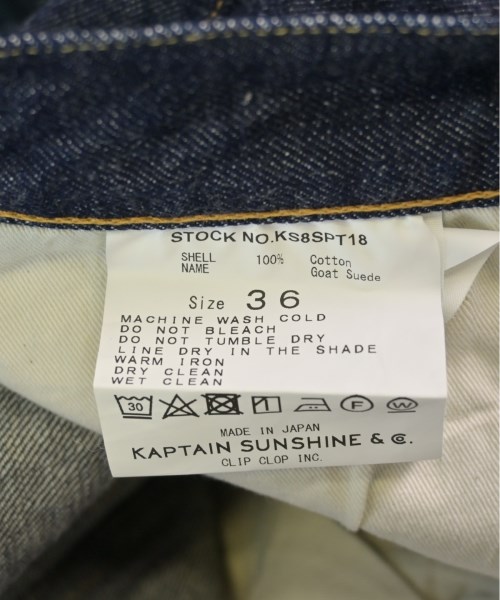 STOCK NO.KS8SPT18
SHELL 100% Cotton
NAME Goat Suede
Size 36
MACHINE WASH COLD
DO NOT BLEACH
DO NOT TUMBLE DRY
LINE DRY IN THE SHADE
WARM IRON
DRY CLEAN
WET CLEAN
30 F W
MADE IN JAPAN
KAPTAIN SUNSHINE & Co.
CLIP CLOP INC.